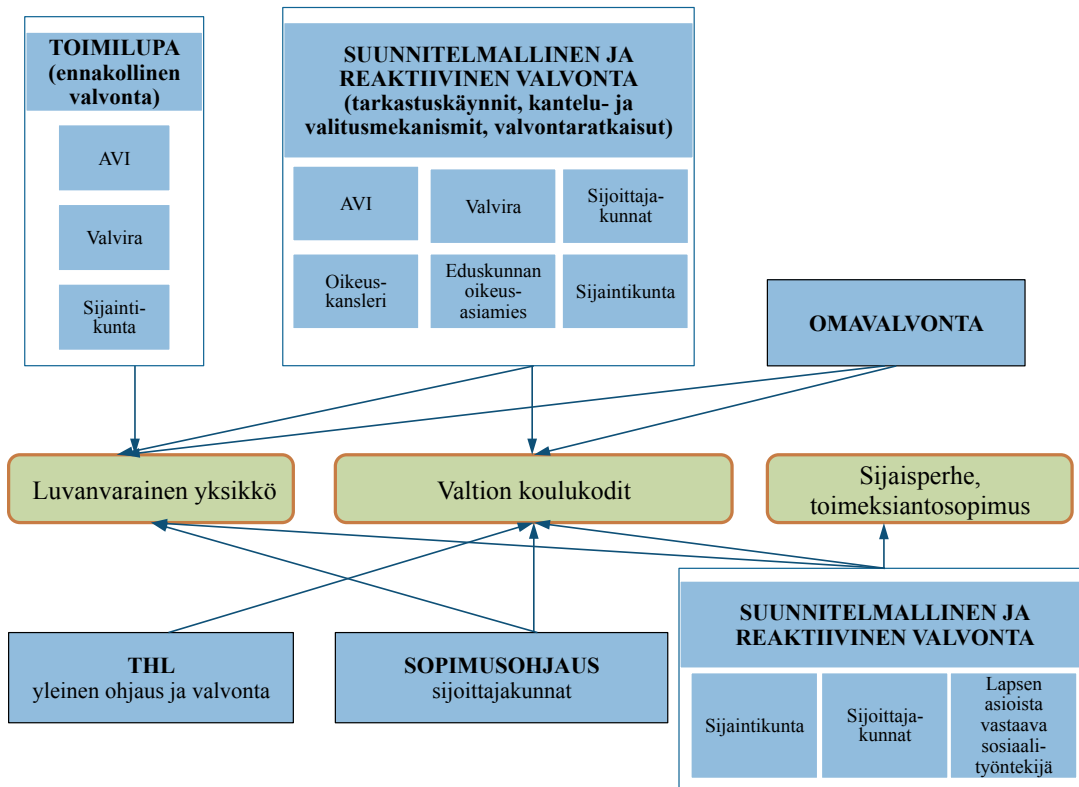 TOIMILUPA
(ennakollinen
valvonta)
AVI
Valvira
Sijainti-
kunta
SUUNNITELMALLINEN JA
REAKTIIVINEN VALVONTA
(tarkastuskäynnit, kantelu- ja
valitusmekanismit, valvontaratkaisut)
AVI
Valvira
Sijoittaja-
kunnat
Oikeus-
kansleri
Eduskunnan
oikeus-
asiamies
Sijaintikunta
OMAVALVONTA
Luvanvarainen yksikkö
Valtion koulukodit
Sijaisperhe,
toimeksiantosopimus
THL
yleinen ohjaus ja valvonta
SOPIMUSOHJAUS
sijoittajakunnat
SUUNNITELMALLINEN JA
REAKTIIVINEN VALVONTA
Sijaintikunta
Sijoittaja-
kunnat
Lapsen
asioista
vastaava
sosiaali-
työntekijä